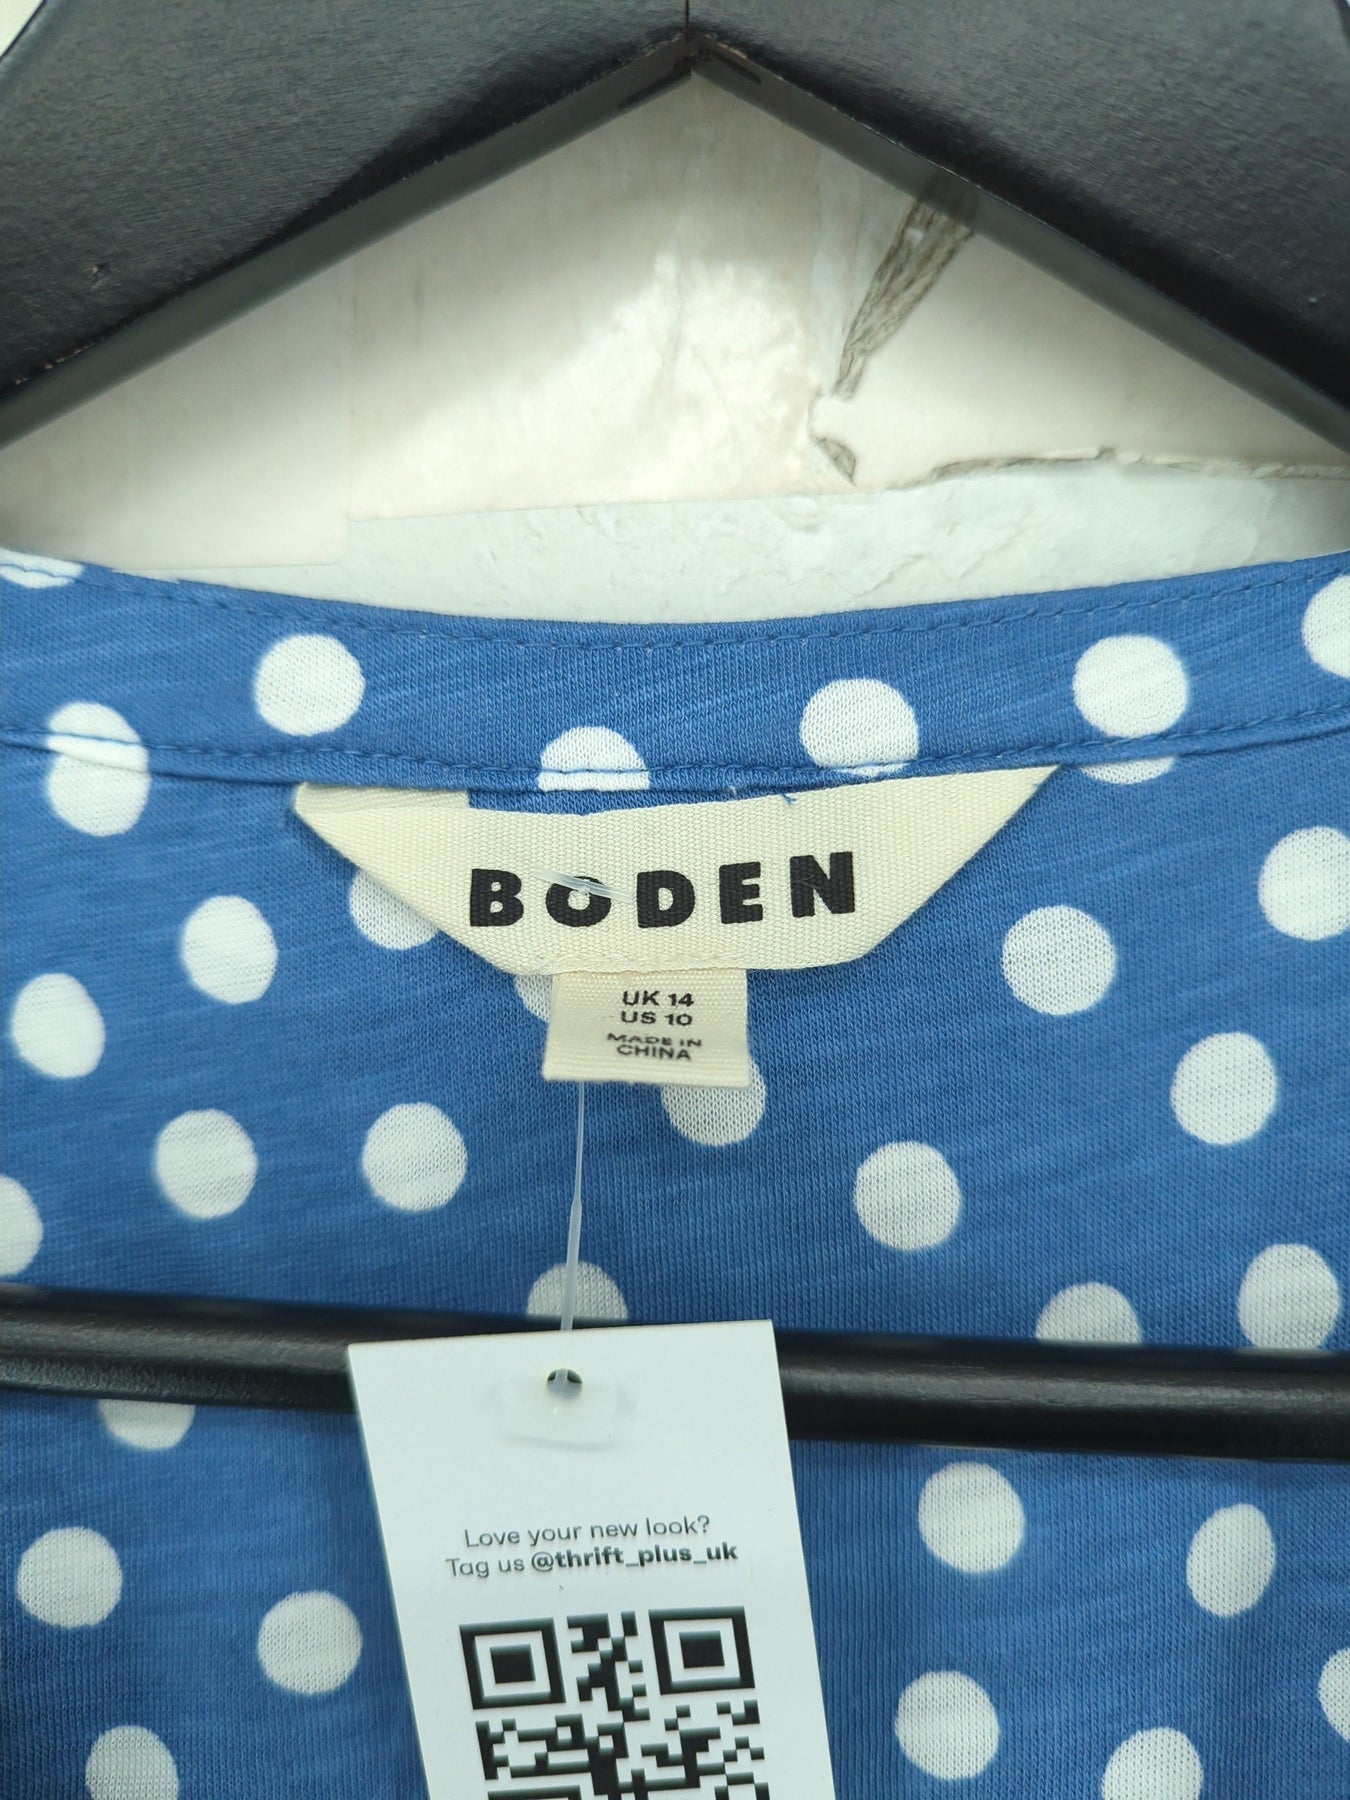 BODEN
UK 14
US 10
MADE IN
CHINA
Love your new look?
Tag us @thrift_plus_uk